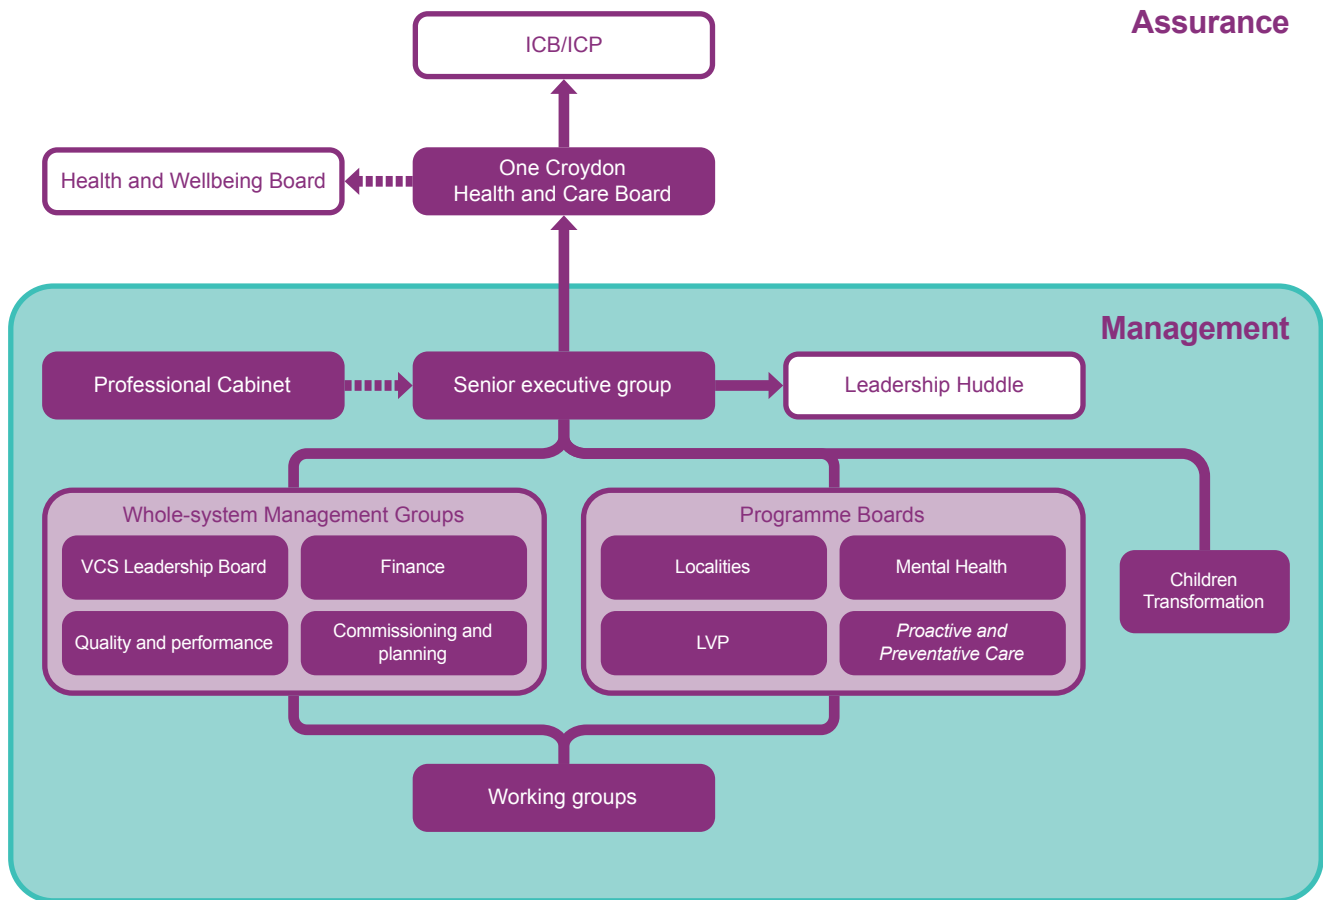 Assurance
ICB/ICP
Health and Wellbeing Board
One Croydon
Health and Care Board
Management
Professional Cabinet
Senior executive group
Leadership Huddle
Whole-system Management Groups
VCS Leadership Board
Finance
Quality and performance
Commissioning and
planning
Programme Boards
Localities
Mental Health
LVP
Proactive and
Preventative Care
Children
Transformation
Working groups